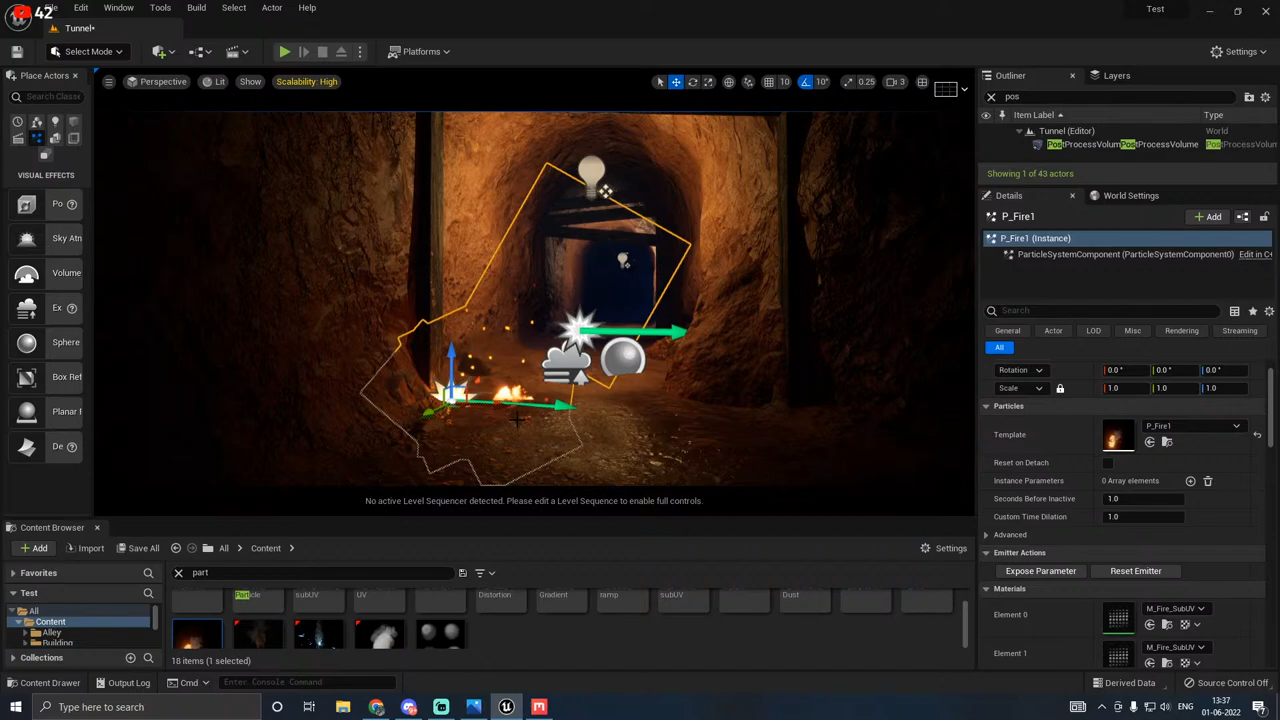 42
Edit Window Tools Build Select Actor Help
Test
Tunnel*
Select Mode
Platforms
Settings
Place Actors
Search Classe
VISUAL EFFECTS
Po
Sky Atn
Volume
Ex
Sphere
Box Ret
Planar F
De
Perspective
Lit
Show
Scalability: High
10
10°
0.25
3
No active Level Sequencer detected. Please edit a Level Sequence to enable full controls.
Outliner
Layers
pos
Item Label
Type
Tunnel (Editor)
World
PostProcessVolumPostProcessVolume
PostProcessVolum
Showing 1 of 43 actors
Details
World Settings
P_Fire1
Add
P_Fire1 (Instance)
ParticleSystemComponent (ParticleSystemComponent0)
Edit in C+
Search
General
Actor
LOD
Misc
Rendering
Streaming
All
Rotation
0.0 °
0.0 °
0.0 °
Scale
1.0
1.0
1.0
Particles
Template
P_Fire1
Reset on Detach
Instance Parameters
0 Array elements
Seconds Before Inactive
1.0
Custom Time Dilation
1.0
Advanced
Emitter Actions
Expose Parameter
Reset Emitter
Materials
Element 0
M_Fire_SubUV
Element 1
M_Fire_SubUV
Content Browser
Add
Import
Save All
All
Content
Settings
Favorites
Test
All
Content
Alley
Building
Collections
part
Particle
subUV
UV
Distortion
Gradient
ramp
subUV
Dust
18 items (1 selected)
Content Drawer
Output Log
Cmd
Enter Console Command
Derived Data
Source Control Off
Type here to search
ENG
13:37
01-06-2022